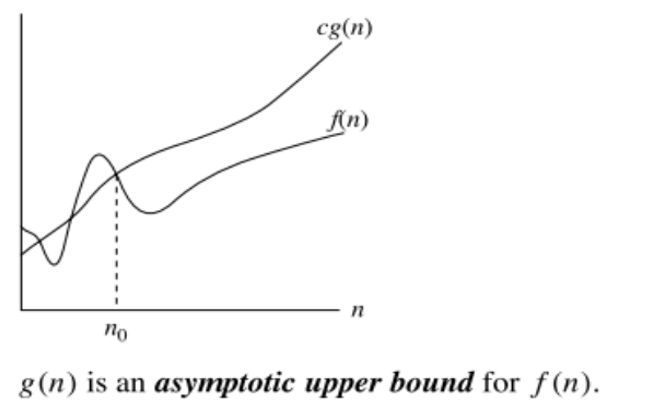 cg(n)
f(n)
n
n₀
g(n) is an asymptotic upper bound for f(n).